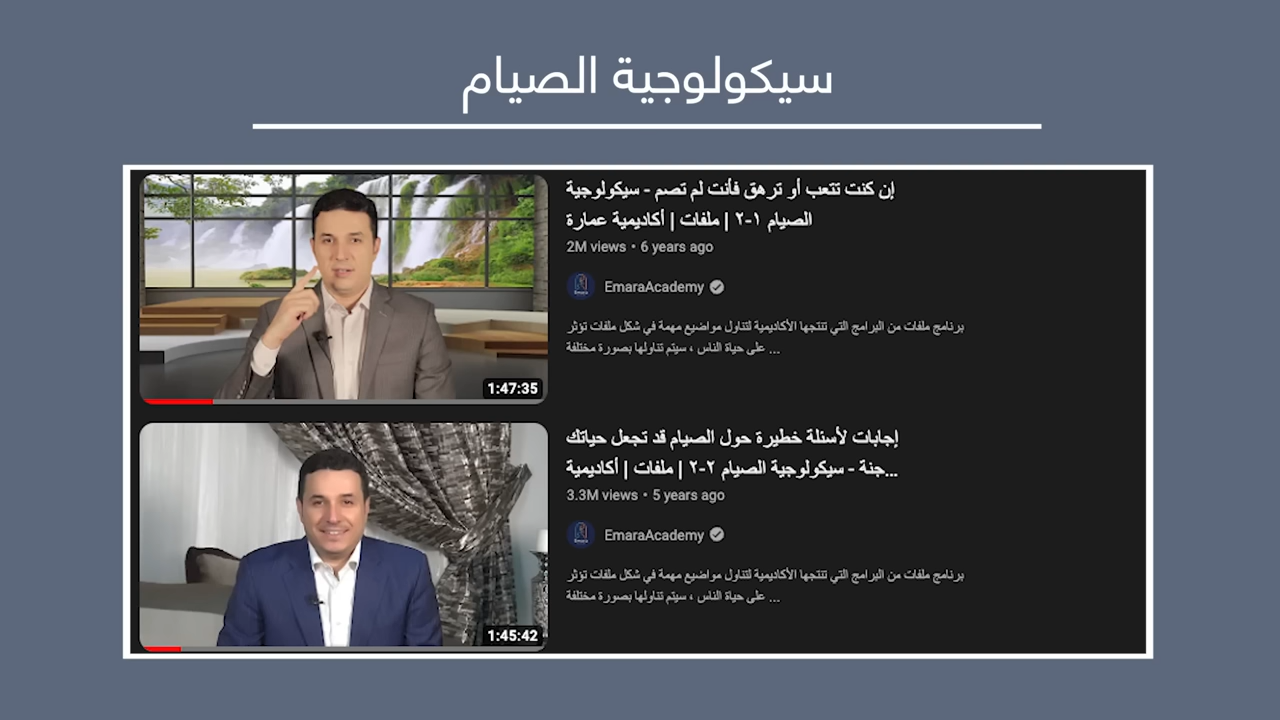 سيكولوجية الصيام
إن كنت تتعب أو ترهق فأنت لم تصم - سيكولوجية
الصيام ١-٢ | ملفات | أكاديمية عمارة
2M views • 6 years ago
EmaraAcademy
برنامج ملفات من البرامج التي تنتجها الأكاديمية لتناول مواضيع مهمة في شكل ملفات تؤثر
على حياة الناس ، سيتم تناولها بصورة مختلفة ...
1:47:35
إجابات لأسئلة خطيرة حول الصيام قد تجعل حياتك
جنة - سيكولوجية الصيام ٢-٢ | ملفات | أكاديمية...
3.3M views • 5 years ago
EmaraAcademy
برنامج ملفات من البرامج التي تنتجها الأكاديمية لتناول مواضيع مهمة في شكل ملفات تؤثر
على حياة الناس ، سيتم تناولها بصورة مختلفة ...
1:45:42